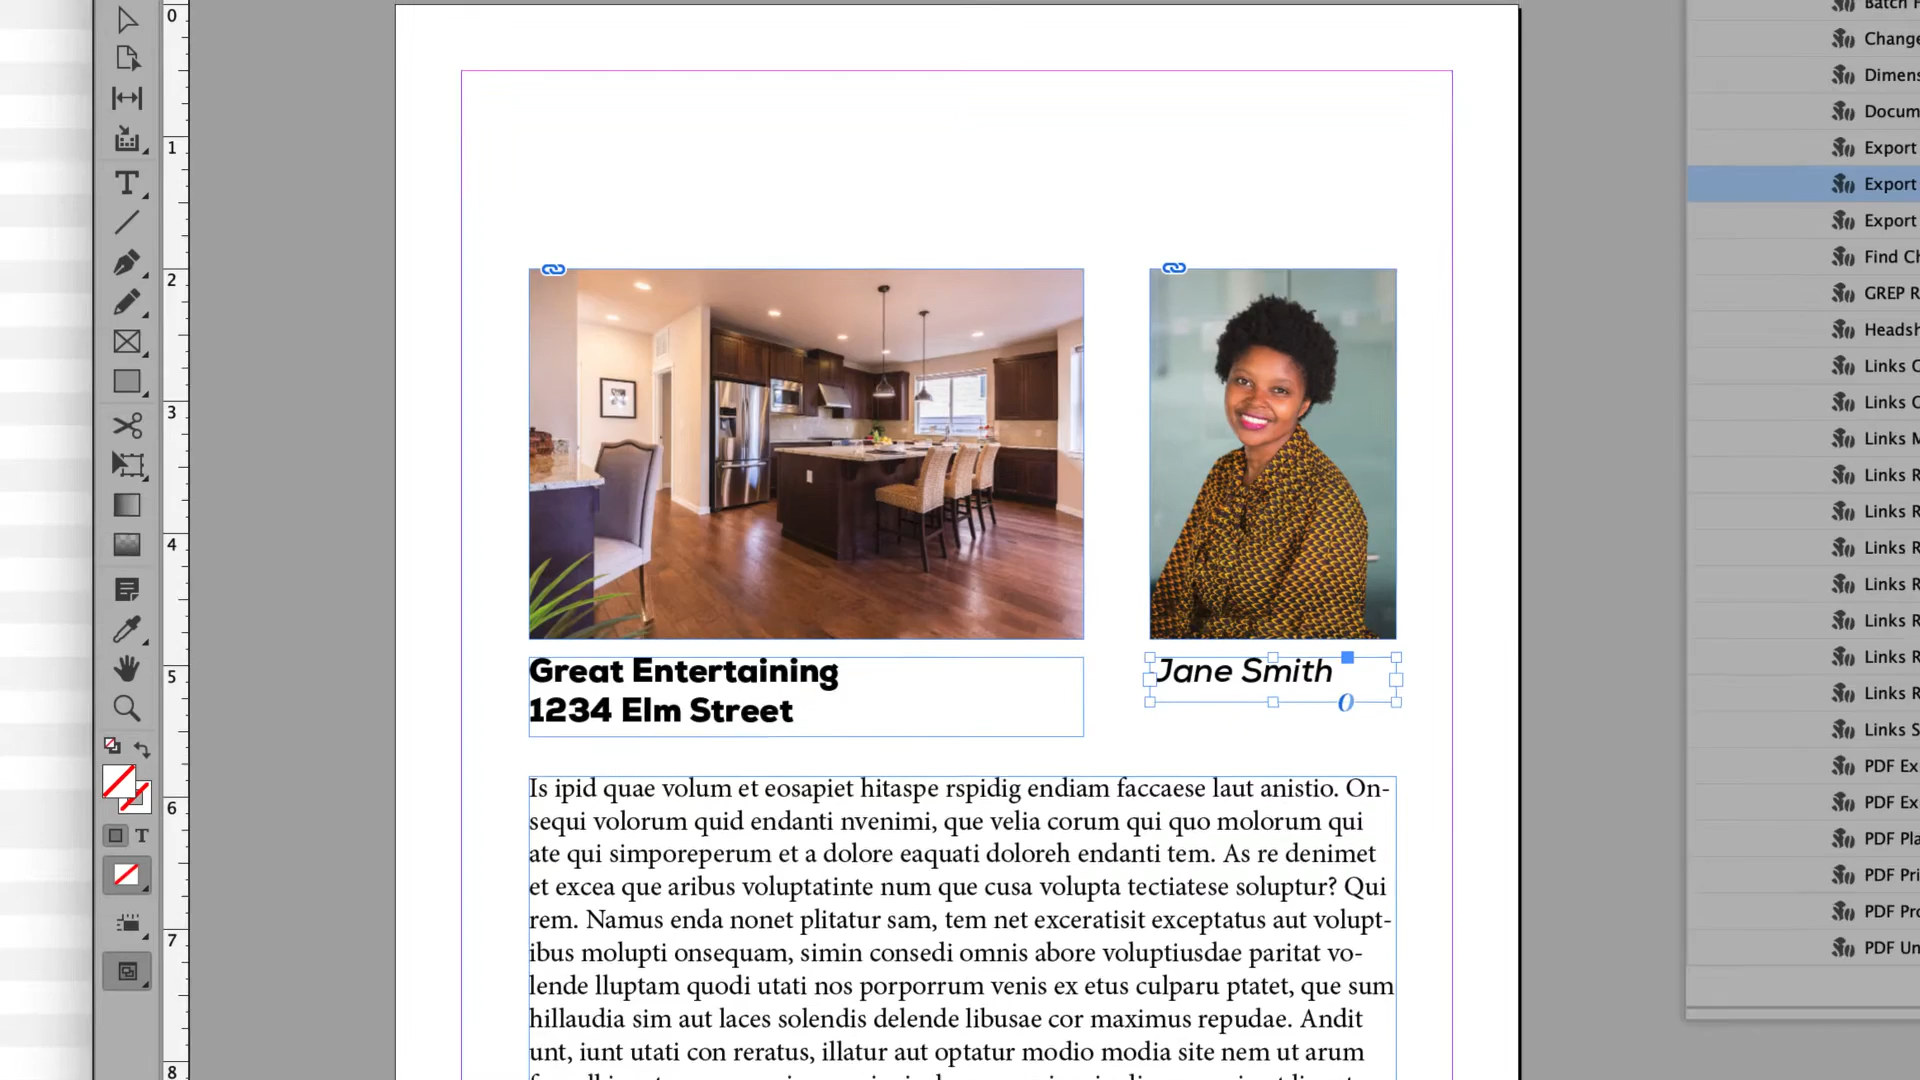 0
1
2
3
4
5
6
7
8
T
T
Great Entertaining
1234 Elm Street
Jane Smith
Is ipid quae volum et eosapiet hitaspe rspidig endiam faccaese laut anistio. On-
sequi volorum quid endanti nvenimi, que velia corum qui quo molorum qui
ate qui simporeperum et a dolore eaquati doloreh endanti tem. As re denimet
et excea que aribus voluptatinte num que cusa volupta tectiatese soluptur? Qui
rem. Namus enda nonet plitatur sam, tem net exceratisit exceptatus aut volupt-
ibus molupti onsequam, simin consedi omnis abore voluptiusdae paritat vo-
lende lluptam quodi utati nos porporrum venis ex etus culparu ptatet, que sum
hillaudia sim aut laces solendis delende libusae cor maximus repudae. Andit
unt, iunt utati con reratus, illatur aut optatur modio modia site nem ut arum
Batch
Change
Dimens
Docum
Export
Export
Export
Find Ch
GREP R
Headsh
Links C
Links C
Links M
Links R
Links R
Links R
Links R
Links R
Links R
Links R
Links S
PDF Ex
PDF Ex
PDF Pla
PDF Pri
PDF Pro
PDF Un